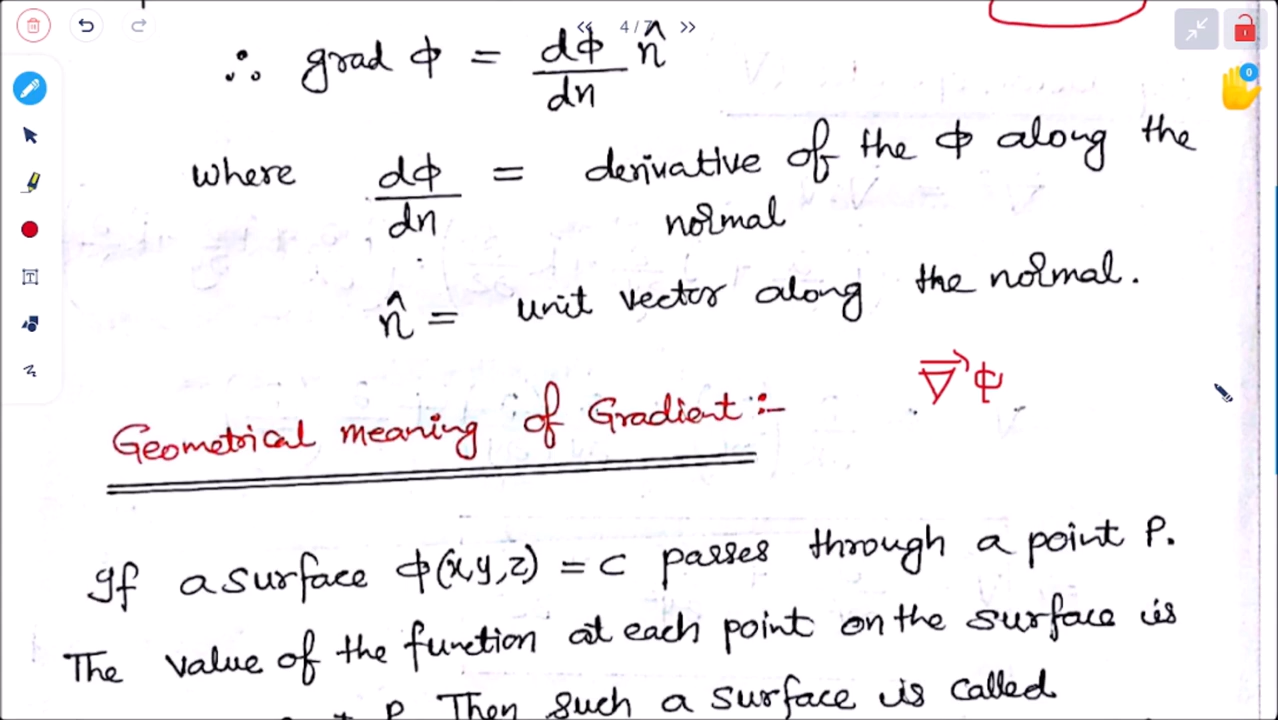 4/7
∴ grad ϕ = dϕ/dn n̂
where dϕ/dn = derivative of the ϕ along the
normal
n̂ = unit vector along the normal.
∇⃗ ϕ
Geometrical meaning of Gradient :-
If a surface ϕ(x,y,z) = c passes through a point P.
The value of the function at each point on the surface is
P. Then such a surface is called